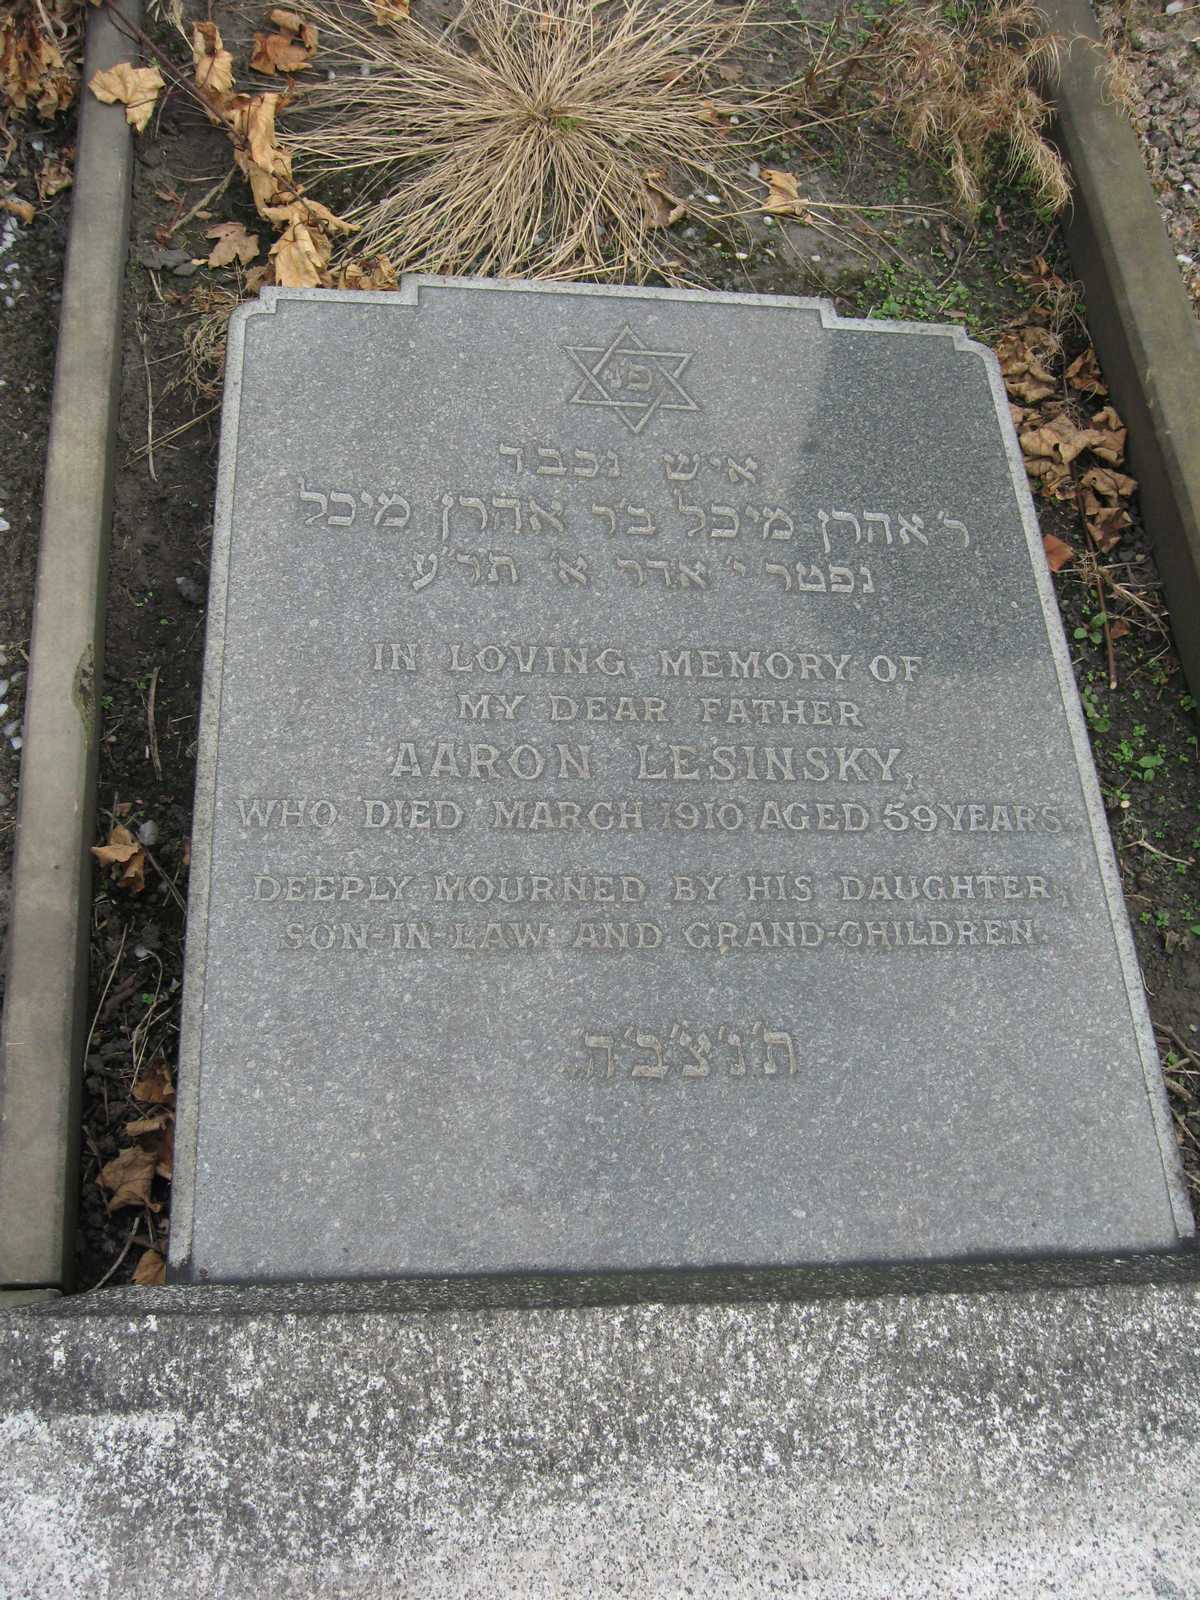 פ״נ
איש נכבד
ר׳ אהרן מיכל ב״ר אהרן מיכל
נפטר י׳ אדר א׳ תר״ע
IN LOVING MEMORY OF
MY DEAR FATHER
AARON LESINSKY,
WHO DIED MARCH 1910 AGED 59 YEARS.
DEEPLY MOURNED BY HIS DAUGHTER,
SON-IN-LAW AND GRAND-CHILDREN.
ת׳נ׳צ׳ב׳ה׳